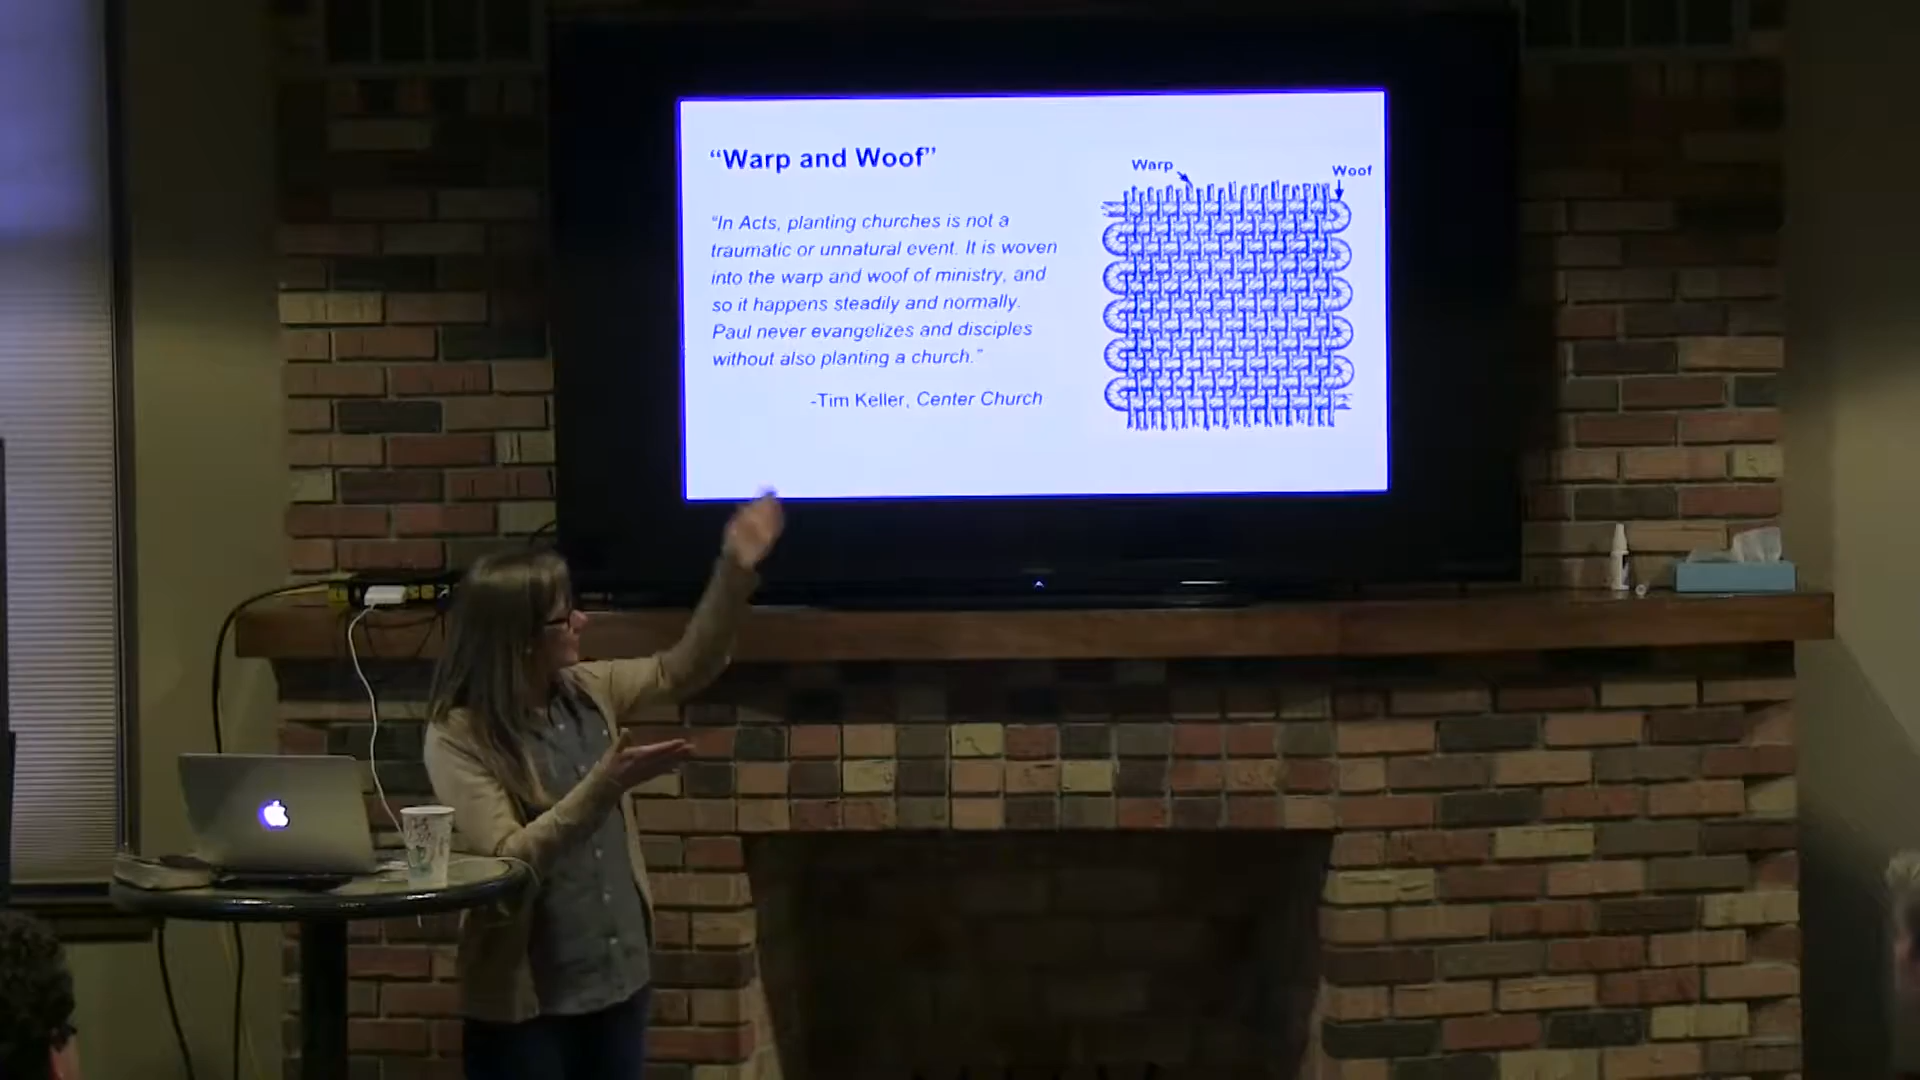 “Warp and Woof”
“In Acts, planting churches is not a
traumatic or unnatural event. It is woven
into the warp and woof of ministry, and
so it happens steadily and normally.
Paul never evangelizes and disciples
without also planting a church.”
-Tim Keller, Center Church
Warp
Woof